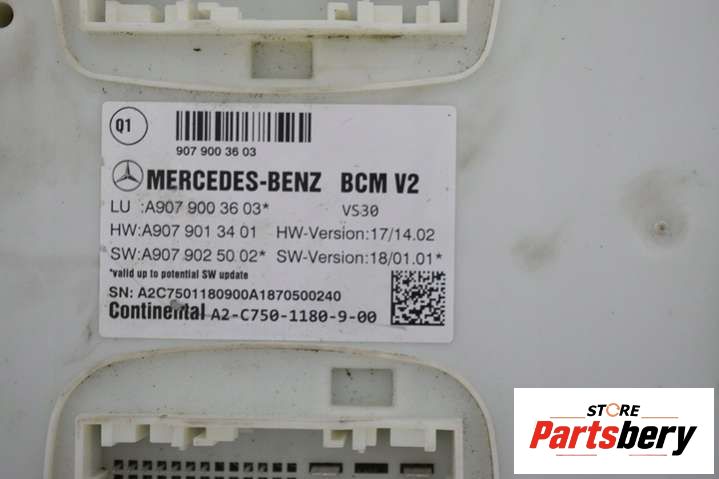 Q1
907 900 3603
MERCEDES-BENZ BCM V2
LU :A907 900 36 03* VS30
HW:A907 901 34 01 HW-Version:17/14.02
SW:A907 902 50 02* SW-Version:18/01.01*
*valid up to potential SW update
SN: A2C7501180900A1870500240
Continental A2-C750-1180-9-00
STORE
Partsbery